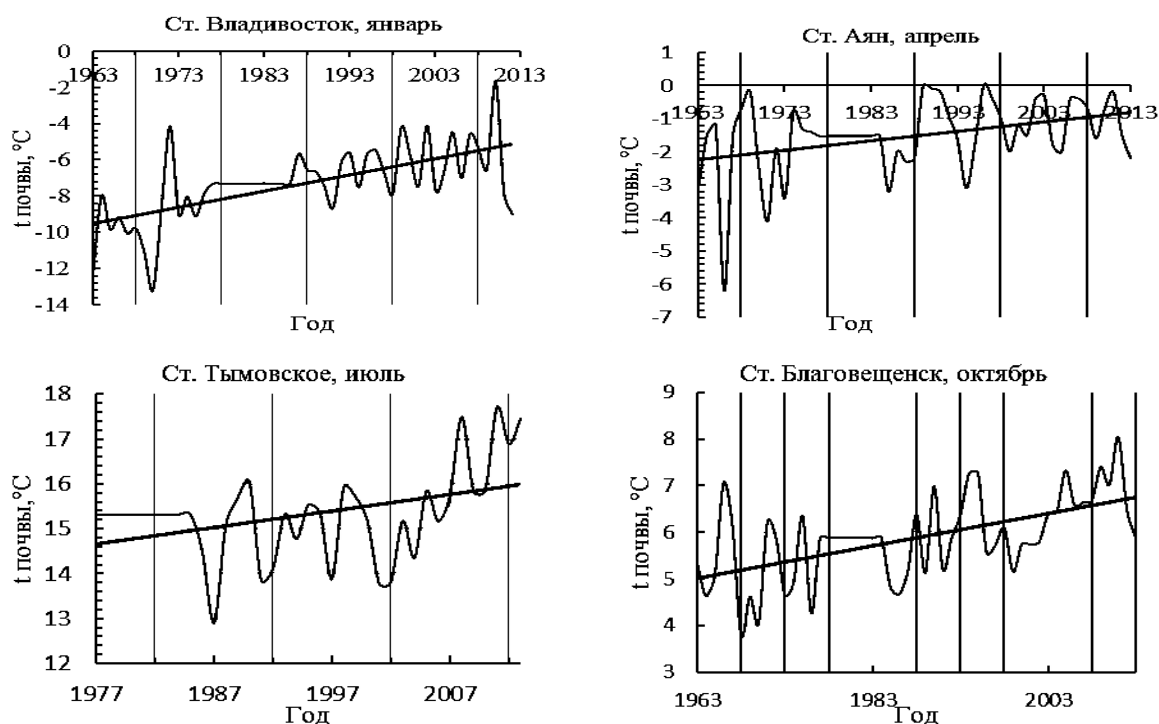 Ст. Владивосток, январь
0
1963 1973 1983 1993 2003 2013
-2
-4
-6
-8
-10
-12
-14
t почвы,°С
Год
Ст. Аян, апрель
1
0
1963 1973 1983 1993 2003 2013
-1
-2
-3
-4
-5
-6
-7
t почвы,°С
Год
Ст. Тымовское, июль
18
17
16
15
14
13
12
t почвы,°С
1977 1987 1997 2007
Год
Ст. Благовещенск, октябрь
9
8
7
6
5
4
3
t почвы,°С
1963 1983 2003
Год